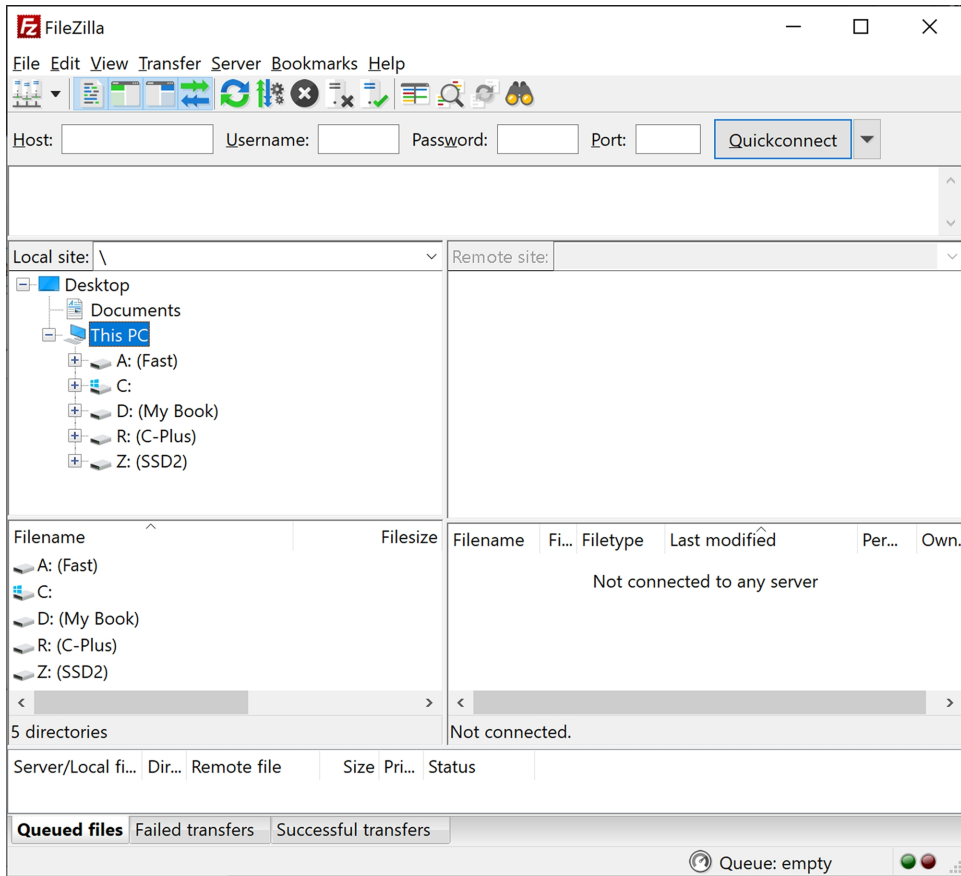 FileZilla
File Edit View Transfer Server Bookmarks Help
Host: Username: Password: Port: Quickconnect
Local site: \
Remote site:
Desktop
Documents
This PC
A: (Fast)
C:
D: (My Book)
R: (C-Plus)
Z: (SSD2)
Filename Filesize
A: (Fast)
C:
D: (My Book)
R: (C-Plus)
Z: (SSD2)
5 directories
Filename Fi... Filetype Last modified Per... Own.
Not connected to any server
Not connected.
Server/Local fi... Dir... Remote file Size Pri... Status
Queued files Failed transfers Successful transfers
Queue: empty